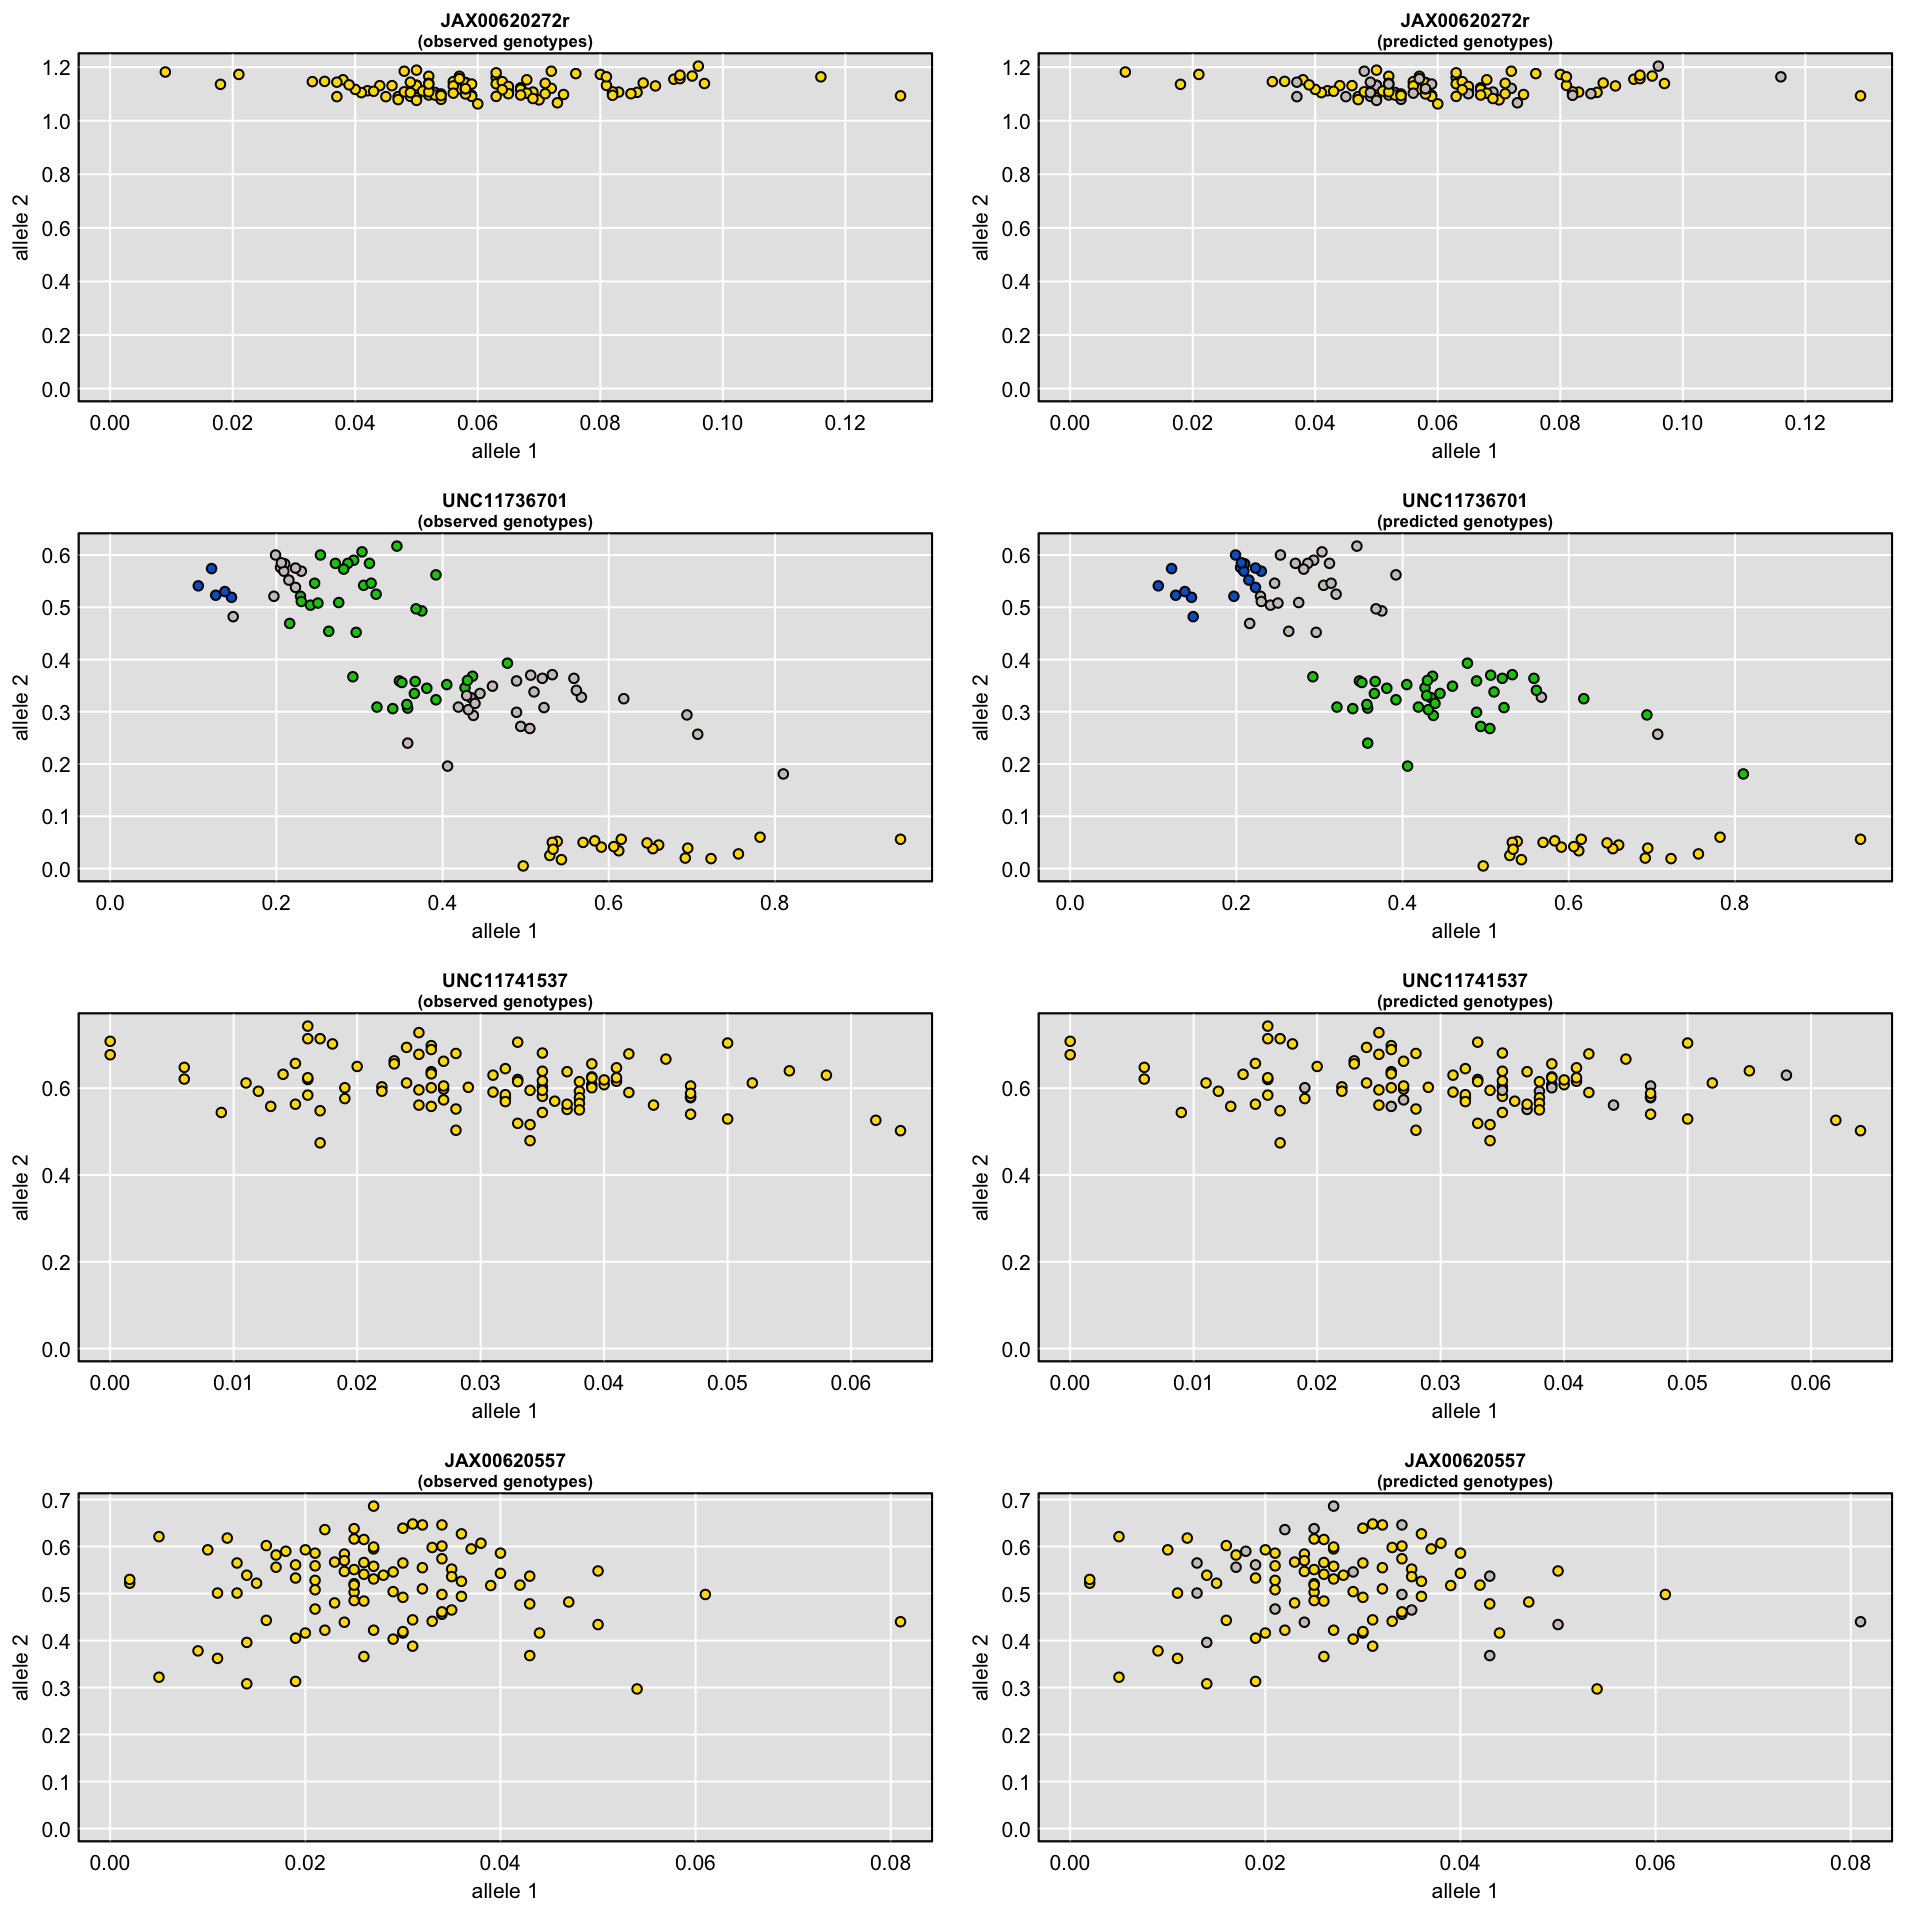 JAX00620272r
(observed genotypes)
1.2
1.0
0.8
0.6
0.4
0.2
0.0
allele 2
0.00 0.02 0.04 0.06 0.08 0.10 0.12
allele 1
JAX00620272r
(predicted genotypes)
1.2
1.0
0.8
0.6
0.4
0.2
0.0
allele 2
0.00 0.02 0.04 0.06 0.08 0.10 0.12
allele 1
UNC11736701
(observed genotypes)
0.6
0.5
0.4
0.3
0.2
0.1
0.0
allele 2
0.0 0.2 0.4 0.6 0.8
allele 1
UNC11736701
(predicted genotypes)
0.6
0.5
0.4
0.3
0.2
0.1
0.0
allele 2
0.0 0.2 0.4 0.6 0.8
allele 1
UNC11741537
(observed genotypes)
0.6
0.4
0.2
0.0
allele 2
0.00 0.01 0.02 0.03 0.04 0.05 0.06
allele 1
UNC11741537
(predicted genotypes)
0.6
0.4
0.2
0.0
allele 2
0.00 0.01 0.02 0.03 0.04 0.05 0.06
allele 1
JAX00620557
(observed genotypes)
0.7
0.6
0.5
0.4
0.3
0.2
0.1
0.0
allele 2
0.00 0.02 0.04 0.06 0.08
allele 1
JAX00620557
(predicted genotypes)
0.7
0.6
0.5
0.4
0.3
0.2
0.1
0.0
allele 2
0.00 0.02 0.04 0.06 0.08
allele 1